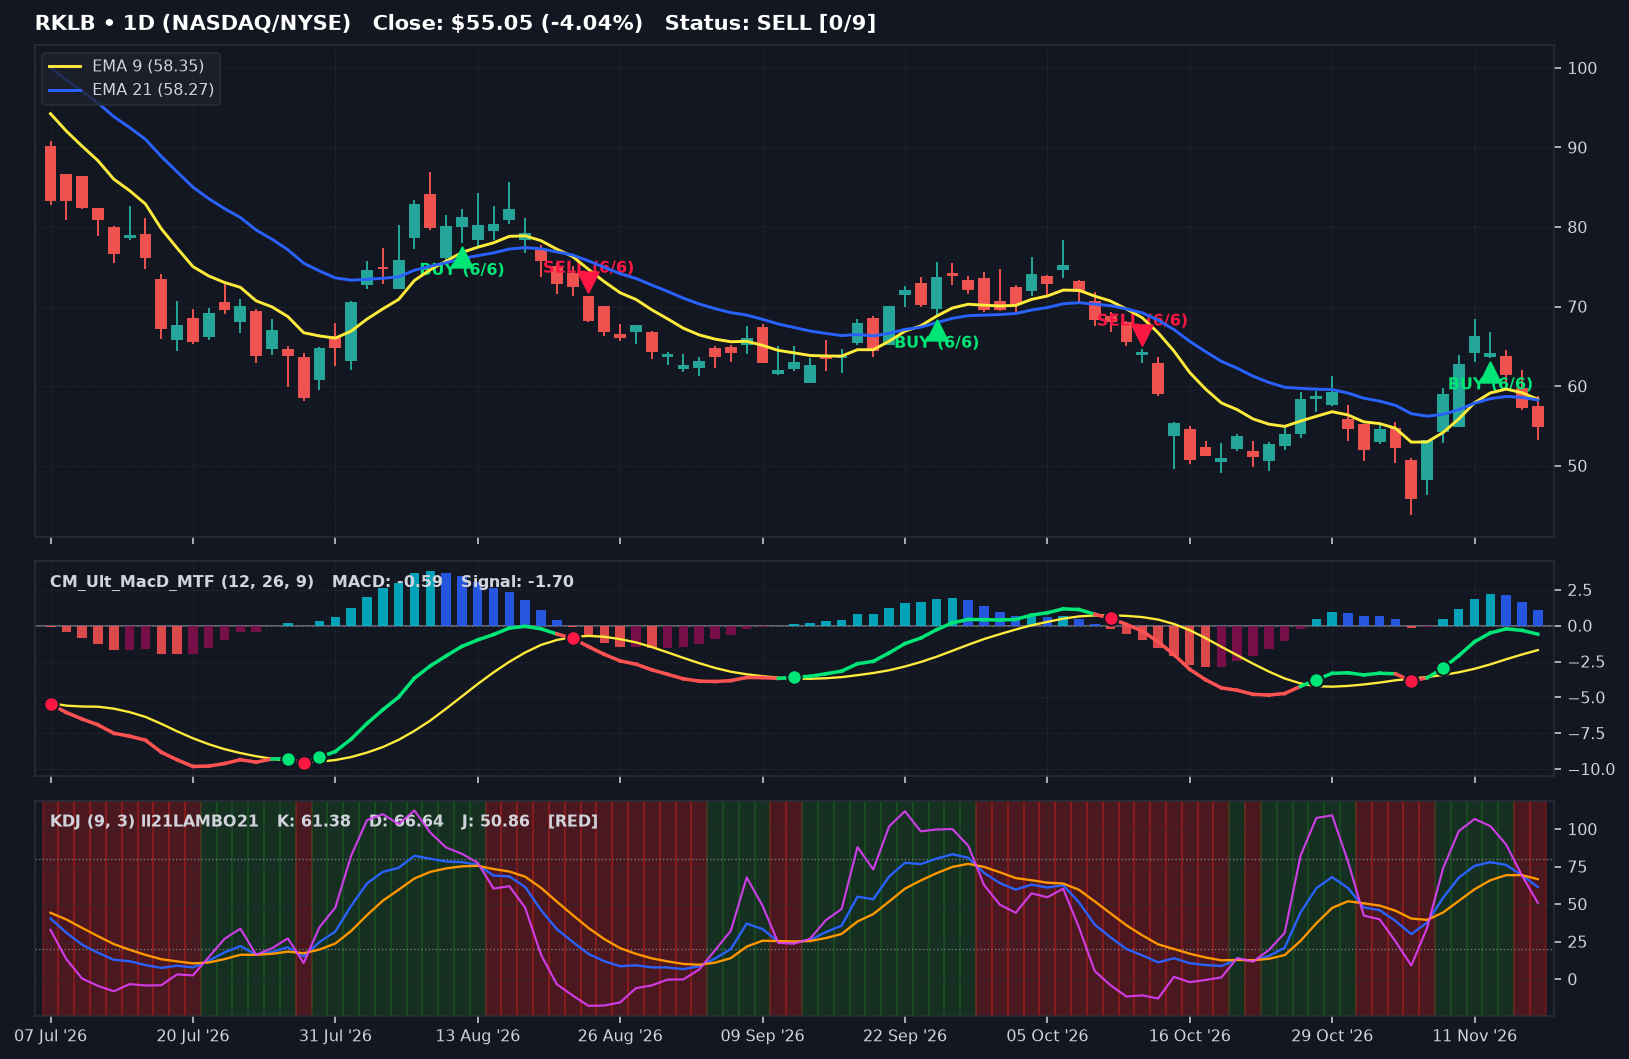 RKLB • 1D (NASDAQ/NYSE)   Close: $55.05 (-4.04%)   Status: SELL [0/9]
EMA 9 (58.35)
EMA 21 (58.27)
100
90
80
70
60
50
BUY (6/6)
SELL (6/6)
BUY (6/6)
SELL (6/6)
BUY (6/6)
CM_Ult_MacD_MTF (12, 26, 9)   MACD: -0.59   Signal: -1.70
2.5
0.0
−2.5
−5.0
−7.5
−10.0
KDJ (9, 3) II21LAMBO21   K: 61.38   D: 66.64   J: 50.86   [RED]
100
75
50
25
0
07 Jul '26   20 Jul '26   31 Jul '26   13 Aug '26   26 Aug '26   09 Sep '26   22 Sep '26   05 Oct '26   16 Oct '26   29 Oct '26   11 Nov '26